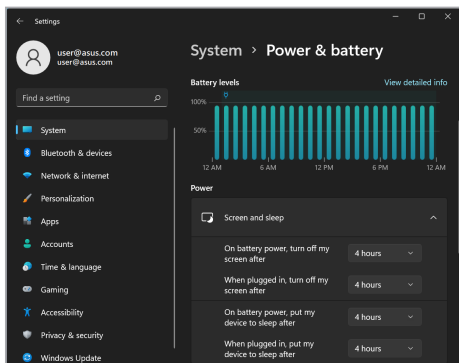 Settings
user@asus.com
user@asus.com
Find a setting
System
Bluetooth & devices
Network & internet
Personalization
Apps
Accounts
Time & language
Gaming
Accessibility
Privacy & security
Windows Update
System > Power & battery
Battery levels View detailed info
100%
50%
12 AM 6 AM 12 PM 6 PM 12 AM
Power
Screen and sleep
On battery power, turn off my
screen after
4 hours
When plugged in, turn off my
screen after
4 hours
On battery power, put my
device to sleep after
4 hours
When plugged in, put my
device to sleep after
4 hours